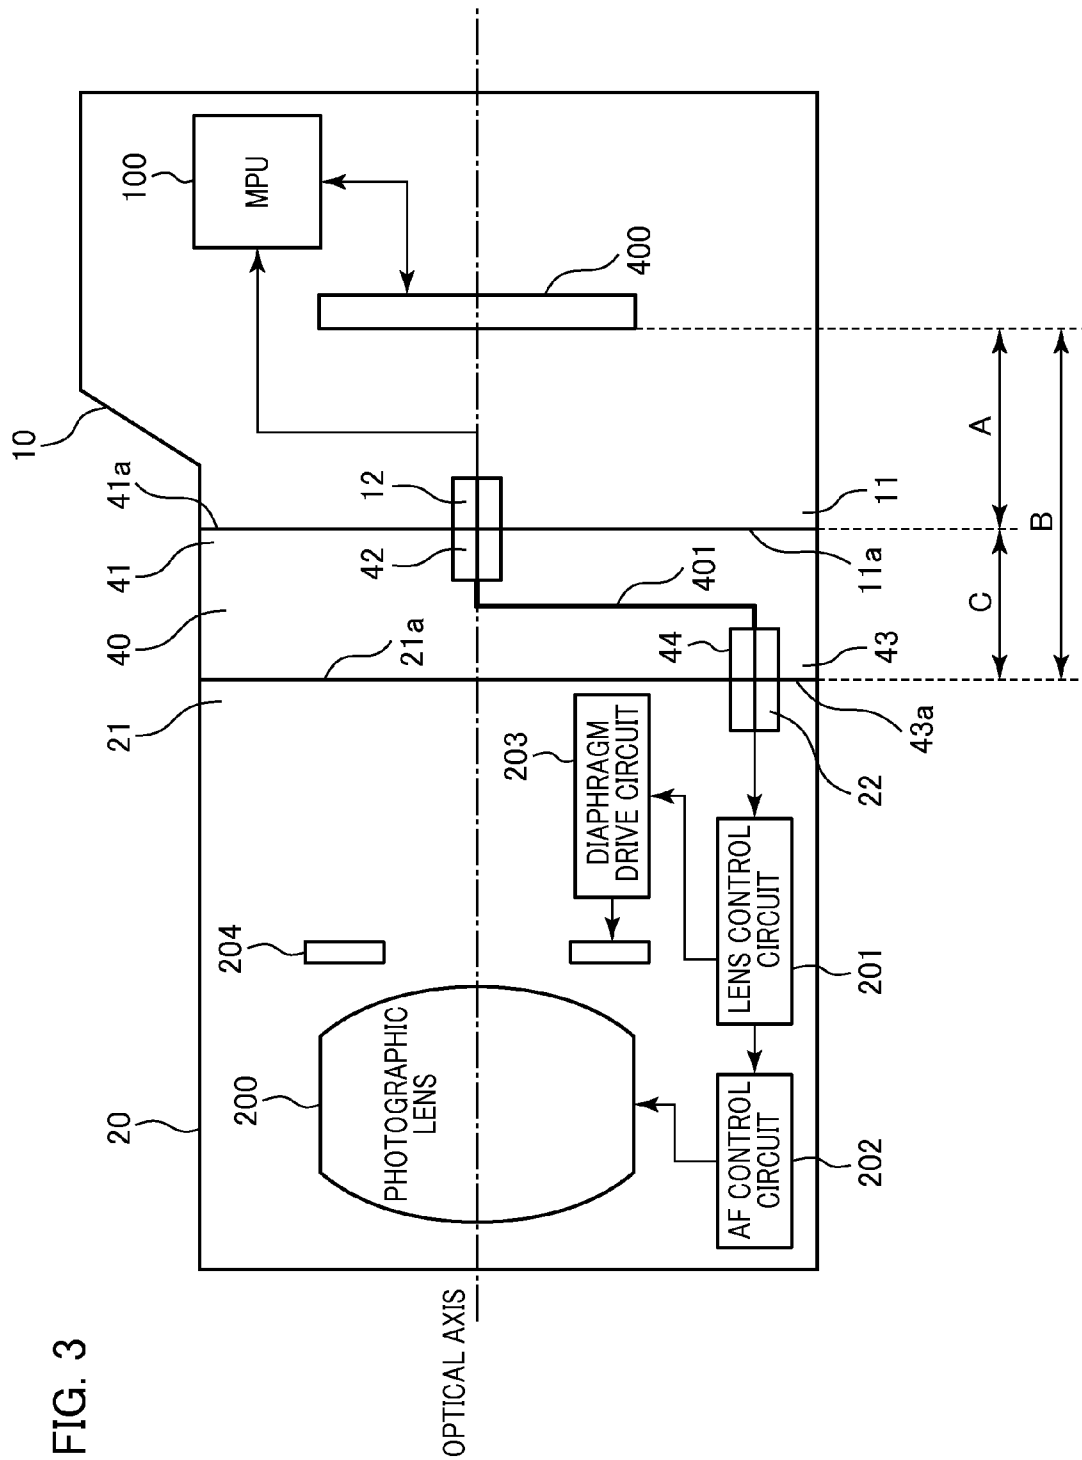 FIG. 3
10
41a
100
MPU
41
40
21
20
21a
12
42
400
401
11
11a
44
43
43a
22
203
DIAPHRAGM
DRIVE CIRCUIT
204
200
PHOTOGRAPHIC
LENS
LENS CONTROL
CIRCUIT
201
AF CONTROL
CIRCUIT
202
OPTICAL AXIS
A
C
B